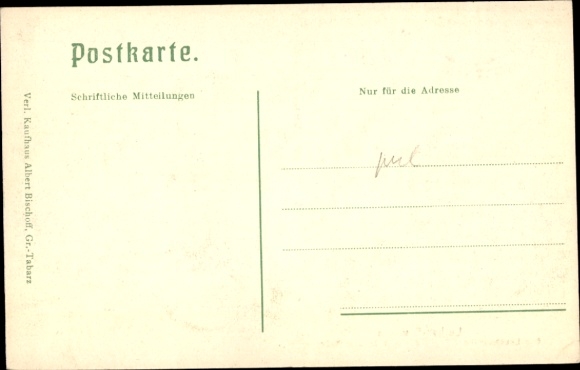 Postkarte.
Schriftliche Mitteilungen
Nur für die Adresse
Verl. Kaufhaus Albert Bischoff, Gr.-Tabarz